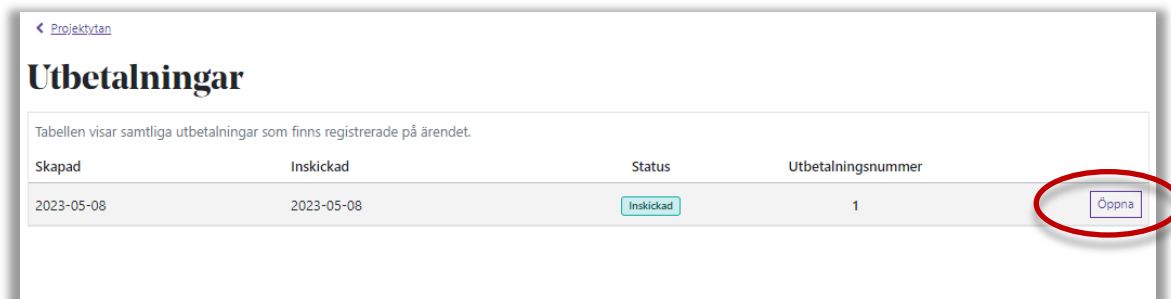 Projektytan
Utbetalningar
Tabellen visar samtliga utbetalningar som finns registrerade på ärendet.
Skapad Inskickad Status Utbetalningsnummer
2023-05-08 2023-05-08 Inskickad 1 Öppna